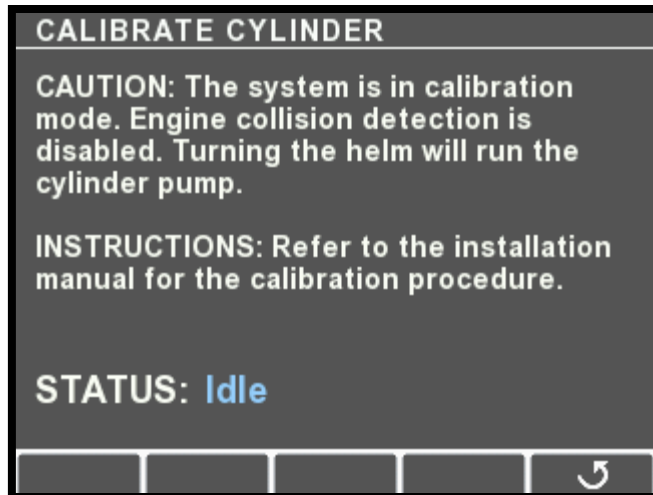 CALIBRATE CYLINDER
CAUTION: The system is in calibration
mode. Engine collision detection is
disabled. Turning the helm will run the
cylinder pump.
INSTRUCTIONS: Refer to the installation
manual for the calibration procedure.
STATUS: Idle